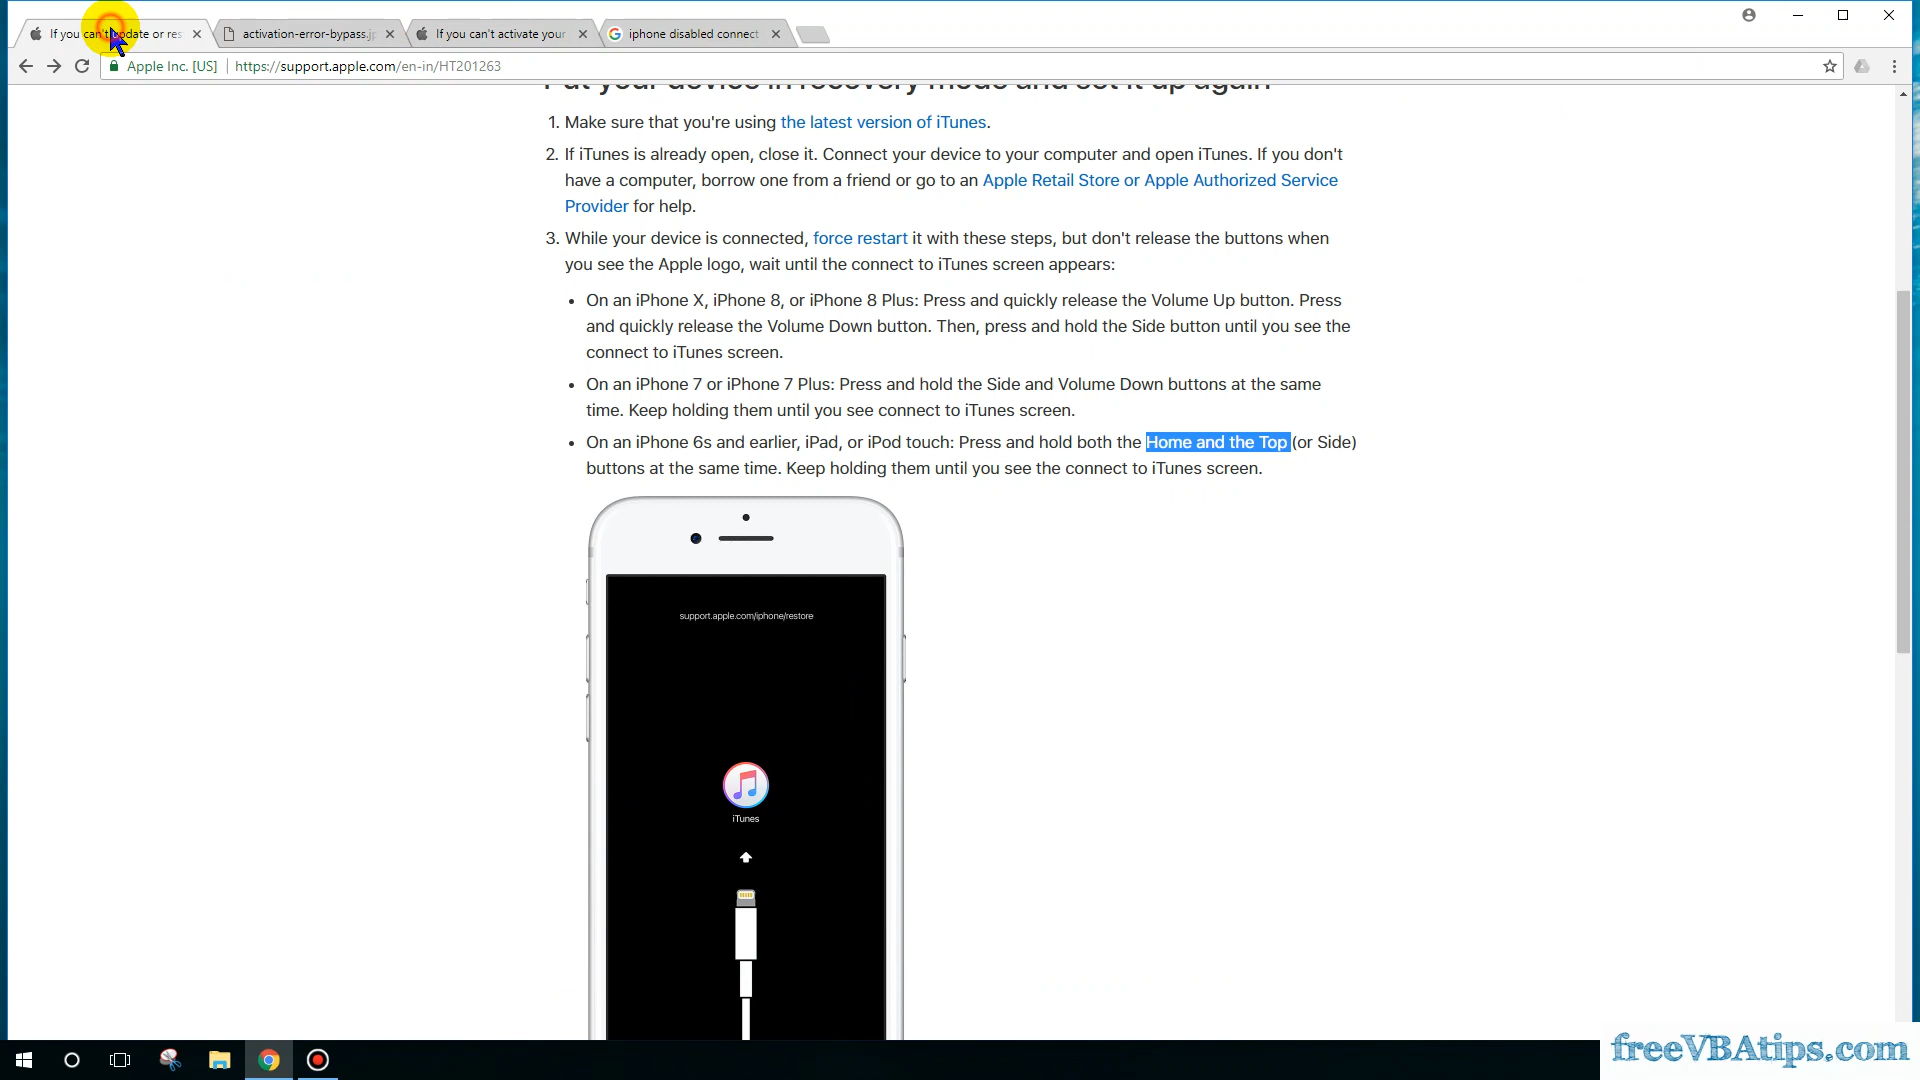 If you can't update or res
activation-error-bypass.j
If you can't activate your
iphone disabled connect
Apple Inc. [US]
https://support.apple.com/en-in/HT201263
Put your device in recovery mode and set it up again
1. Make sure that you're using the latest version of iTunes.
2. If iTunes is already open, close it. Connect your device to your computer and open iTunes. If you don't
have a computer, borrow one from a friend or go to an Apple Retail Store or Apple Authorized Service
Provider for help.
3. While your device is connected, force restart it with these steps, but don't release the buttons when
you see the Apple logo, wait until the connect to iTunes screen appears:
• On an iPhone X, iPhone 8, or iPhone 8 Plus: Press and quickly release the Volume Up button. Press
and quickly release the Volume Down button. Then, press and hold the Side button until you see the
connect to iTunes screen.
• On an iPhone 7 or iPhone 7 Plus: Press and hold the Side and Volume Down buttons at the same
time. Keep holding them until you see connect to iTunes screen.
• On an iPhone 6s and earlier, iPad, or iPod touch: Press and hold both the Home and the Top (or Side)
buttons at the same time. Keep holding them until you see the connect to iTunes screen.
support.apple.com/iphone/restore
iTunes
freeVBAtips.com